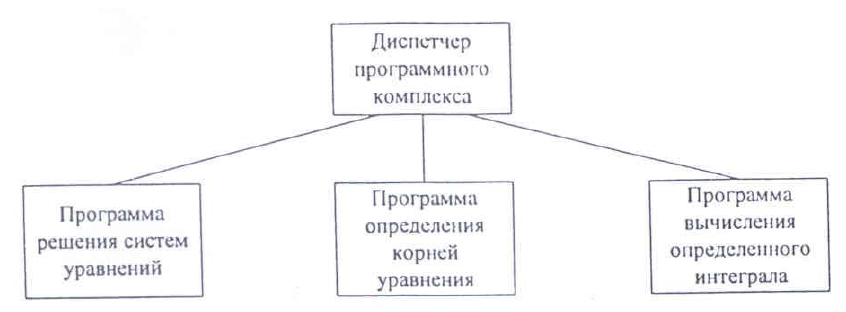 Диспетчер
программного
комплекса
Программа
решения систем
уравнений
Программа
определения
корней
уравнения
Программа
вычисления
определенного
интеграла